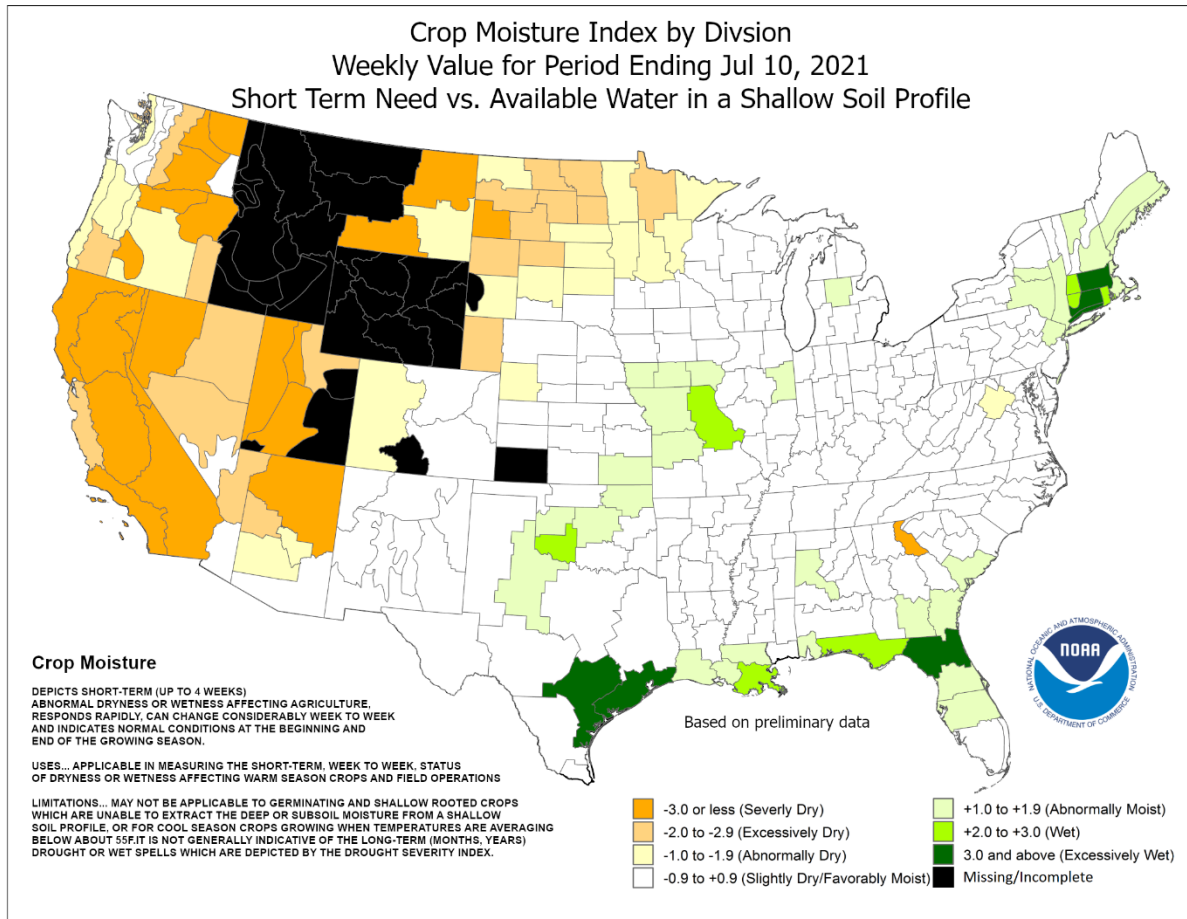 Crop Moisture Index by Divsion
Weekly Value for Period Ending Jul 10, 2021
Short Term Need vs. Available Water in a Shallow Soil Profile
Crop Moisture
DEPICTS SHORT-TERM (UP TO 4 WEEKS)
ABNORMAL DRYNESS OR WETNESS AFFECTING AGRICULTURE,
RESPONDS RAPIDLY, CAN CHANGE CONSIDERABLY WEEK TO WEEK
AND INDICATES NORMAL CONDITIONS AT THE BEGINNING AND
END OF THE GROWING SEASON.
USES... APPLICABLE IN MEASURING THE SHORT-TERM, WEEK TO WEEK, STATUS
OF DRYNESS OR WETNESS AFFECTING WARM SEASON CROPS AND FIELD OPERATIONS
LIMITATIONS... MAY NOT BE APPLICABLE TO GERMINATING AND SHALLOW ROOTED CROPS
WHICH ARE UNABLE TO EXTRACT THE DEEP OR SUBSOIL MOISTURE FROM A SHALLOW
SOIL PROFILE, OR FOR COOL SEASON CROPS GROWING WHEN TEMPERATURES ARE AVERAGING
BELOW ABOUT 55F.IT IS NOT GENERALLY INDICATIVE OF THE LONG-TERM (MONTHS, YEARS)
DROUGHT OR WET SPELLS WHICH ARE DEPICTED BY THE DROUGHT SEVERITY INDEX.
Based on preliminary data
NATIONAL OCEANIC AND ATMOSPHERIC ADMINISTRATION
NOAA
U.S. DEPARTMENT OF COMMERCE
-3.0 or less (Severly Dry)
-2.0 to -2.9 (Excessively Dry)
-1.0 to -1.9 (Abnormally Dry)
-0.9 to +0.9 (Slightly Dry/Favorably Moist)
+1.0 to +1.9 (Abnormally Moist)
+2.0 to +3.0 (Wet)
3.0 and above (Excessively Wet)
Missing/Incomplete